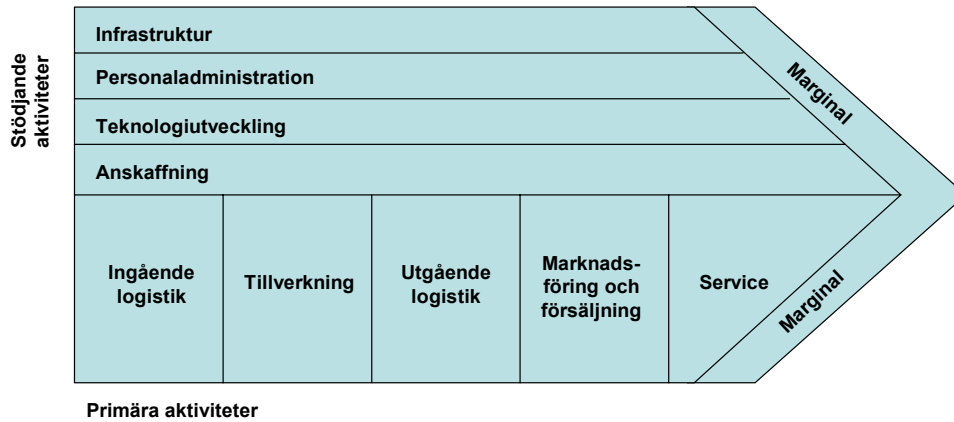 Stödjande
aktiviteter
Infrastruktur
Personaladministration
Teknologiutveckling
Anskaffning
Marginal
Ingående
logistik
Tillverkning
Utgående
logistik
Marknads-
föring och
försäljning
Service
Marginal
Primära aktiviteter